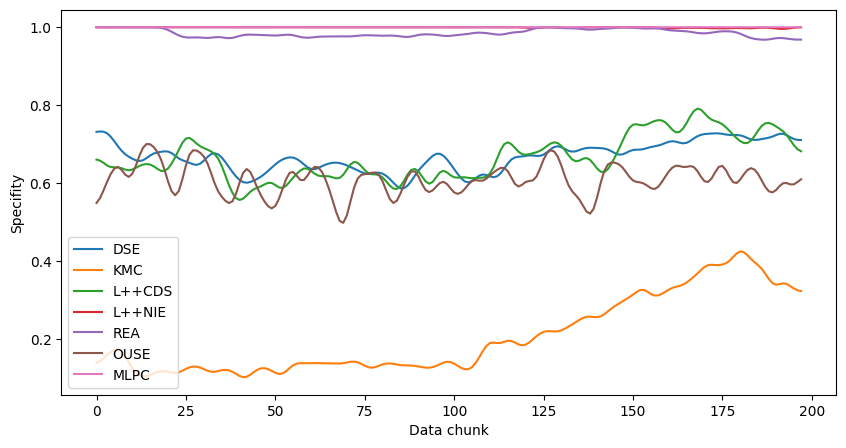 1.0
0.8
0.6
0.4
0.2
Specifity
DSE
KMC
L++CDS
L++NIE
REA
OUSE
MLPC
0 25 50 75 100 125 150 175 200
Data chunk